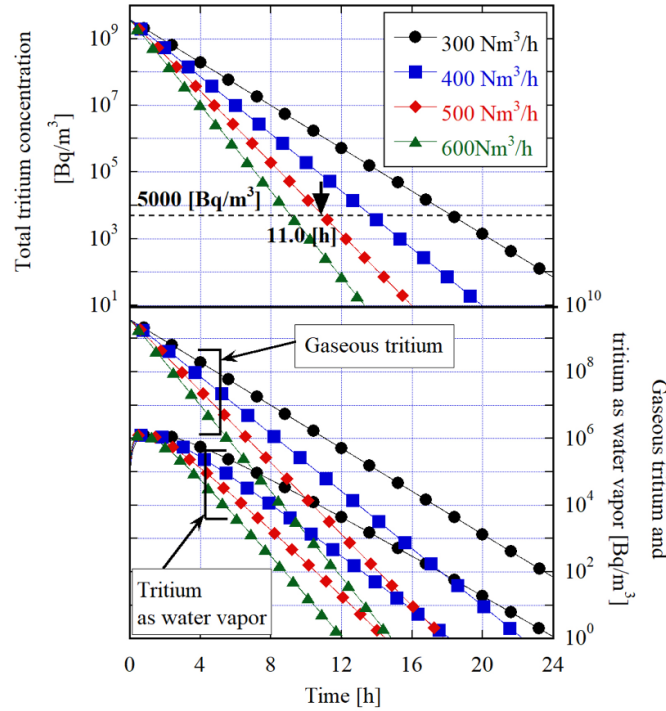 Total tritium concentration
[Bq/m³]
10⁹
10⁷
10⁵
10³
10¹
300 Nm³/h
400 Nm³/h
500 Nm³/h
600Nm³/h
5000 [Bq/m³]
11.0 [h]
10¹⁰
10⁸
10⁶
10⁴
10²
10⁰
Gaseous tritium
Tritium
as water vapor
Gaseous tritium and
tritium as water vapor [Bq/m³]
0
4
8
12
16
20
24
Time [h]